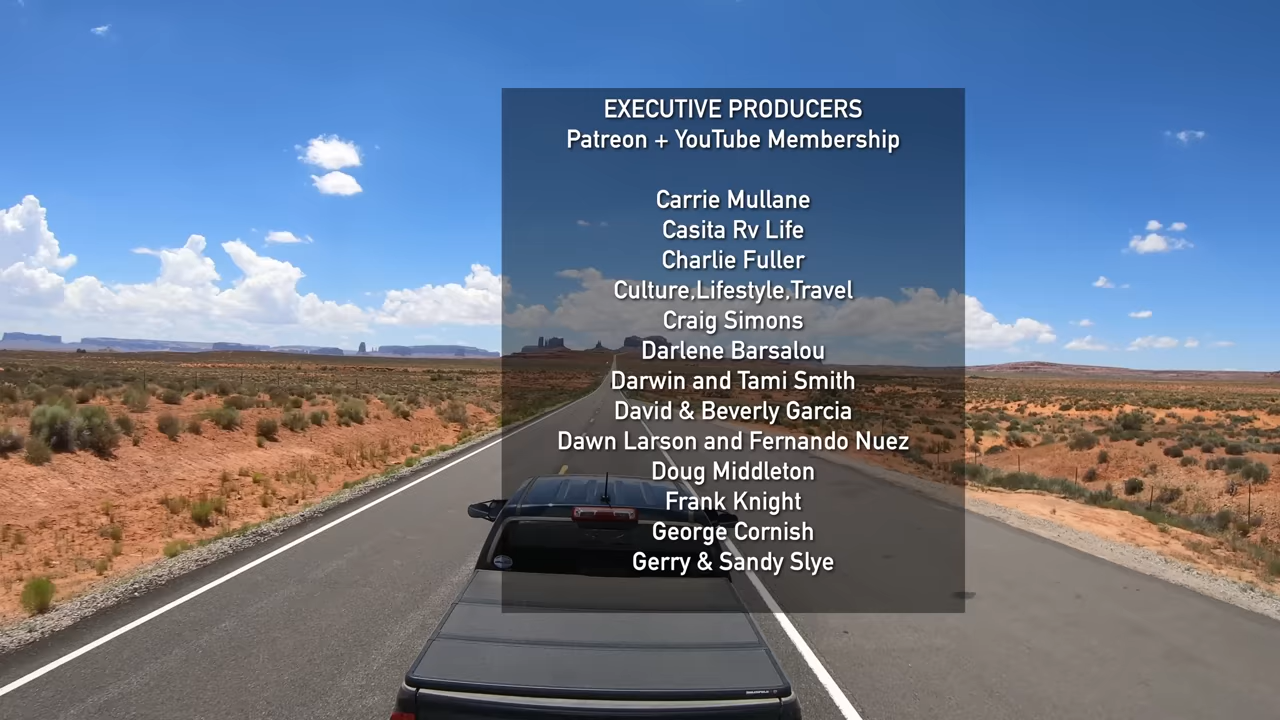 EXECUTIVE PRODUCERS
Patreon + YouTube Membership
Carrie Mullane
Casita Rv Life
Charlie Fuller
Culture,Lifestyle,Travel
Craig Simons
Darlene Barsalou
Darwin and Tami Smith
David & Beverly Garcia
Dawn Larson and Fernando Nuez
Doug Middleton
Frank Knight
George Cornish
Gerry & Sandy Slye